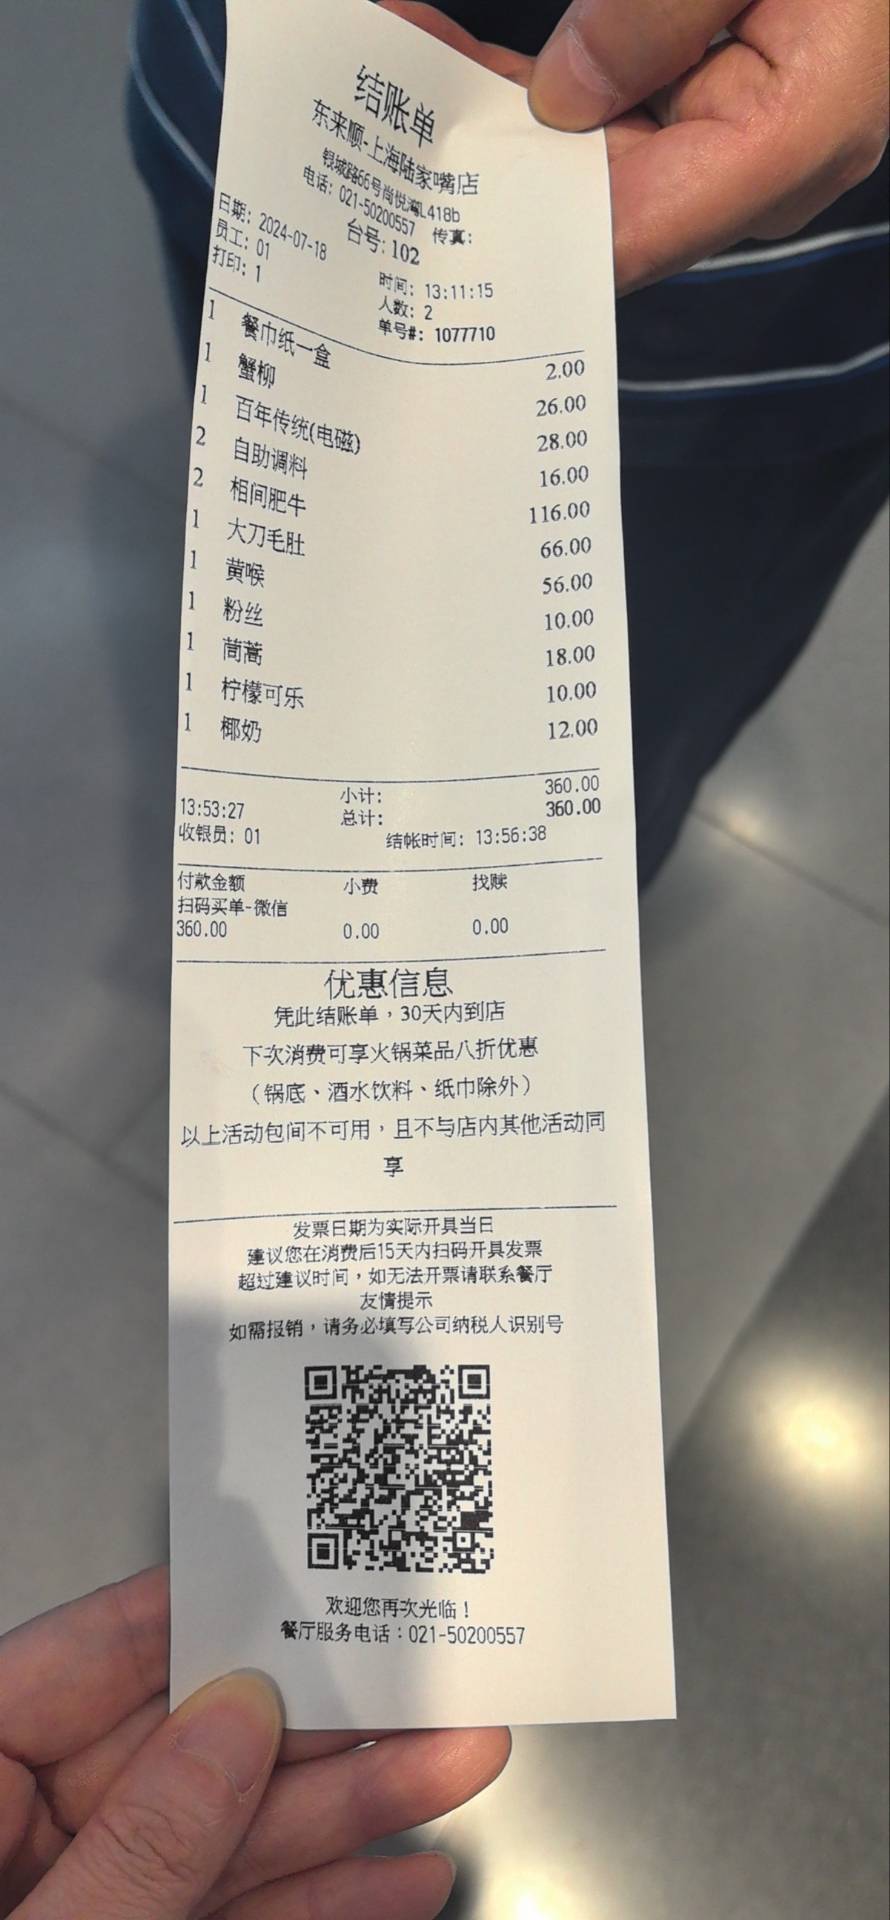 结账单
东来顺-上海陆家嘴店
银城路66号尚悦湾L418b
电话: 021-50200557 传真:
台号: 102
日期: 2024-07-18 时间: 13:11:15
员工: 01 人数: 2
打印: 1 单号#: 1077710
1 餐巾纸一盒 2.00
1 蟹柳 26.00
1 百年传统(电磁) 28.00
2 自助调料 16.00
2 相间肥牛 116.00
1 大刀毛肚 66.00
1 黄喉 56.00
1 粉丝 10.00
1 茼蒿 18.00
1 柠檬可乐 10.00
1 椰奶 12.00
小计: 360.00
13:53:27 总计: 360.00
收银员: 01 结帐时间: 13:56:38
付款金额 小费 找赎
扫码买单-微信
360.00 0.00 0.00
优惠信息
凭此结账单，30天内到店
下次消费可享火锅菜品八折优惠
（锅底、酒水饮料、纸巾除外）
以上活动包间不可用，且不与店内其他活动同
享
发票日期为实际开具当日
建议您在消费后15天内扫码开具发票
超过建议时间，如无法开票请联系餐厅
友情提示
如需报销，请务必填写公司纳税人识别号
欢迎您再次光临！
餐厅服务电话：021-50200557